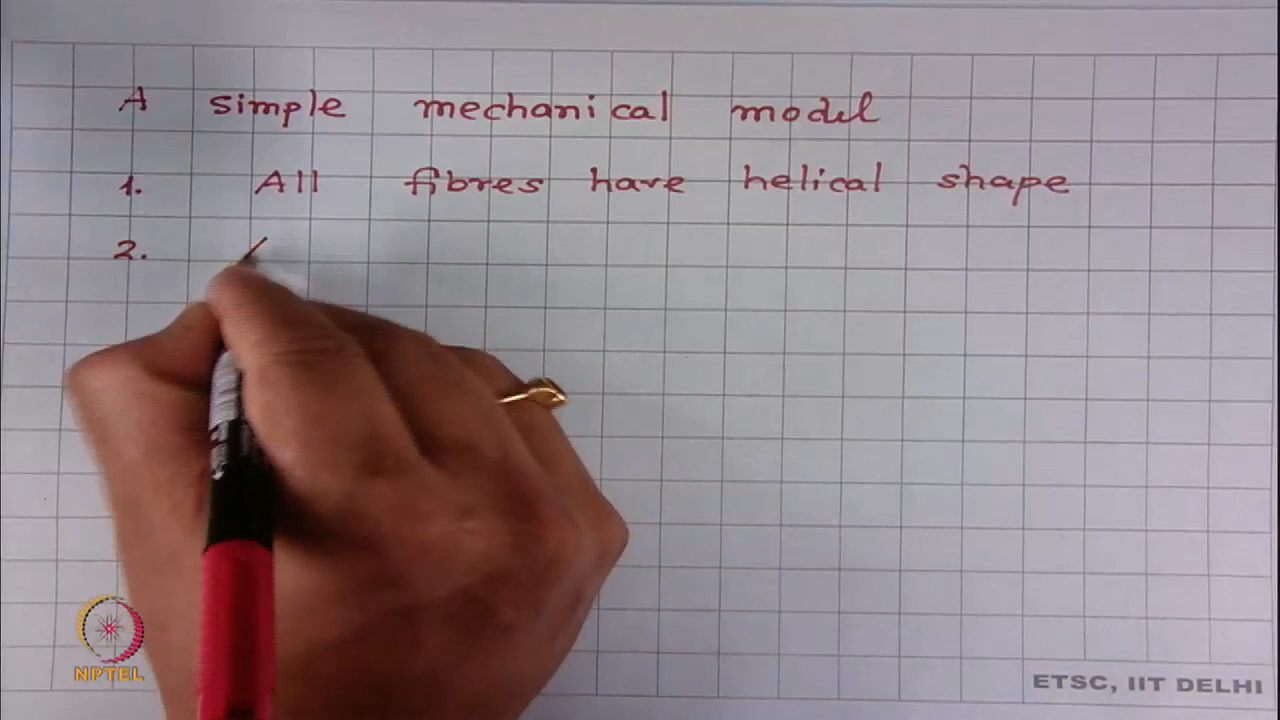 A simple mechanical model
1. All fibres have helical shape
2.
NPTEL
ETSC, IIT DELHI